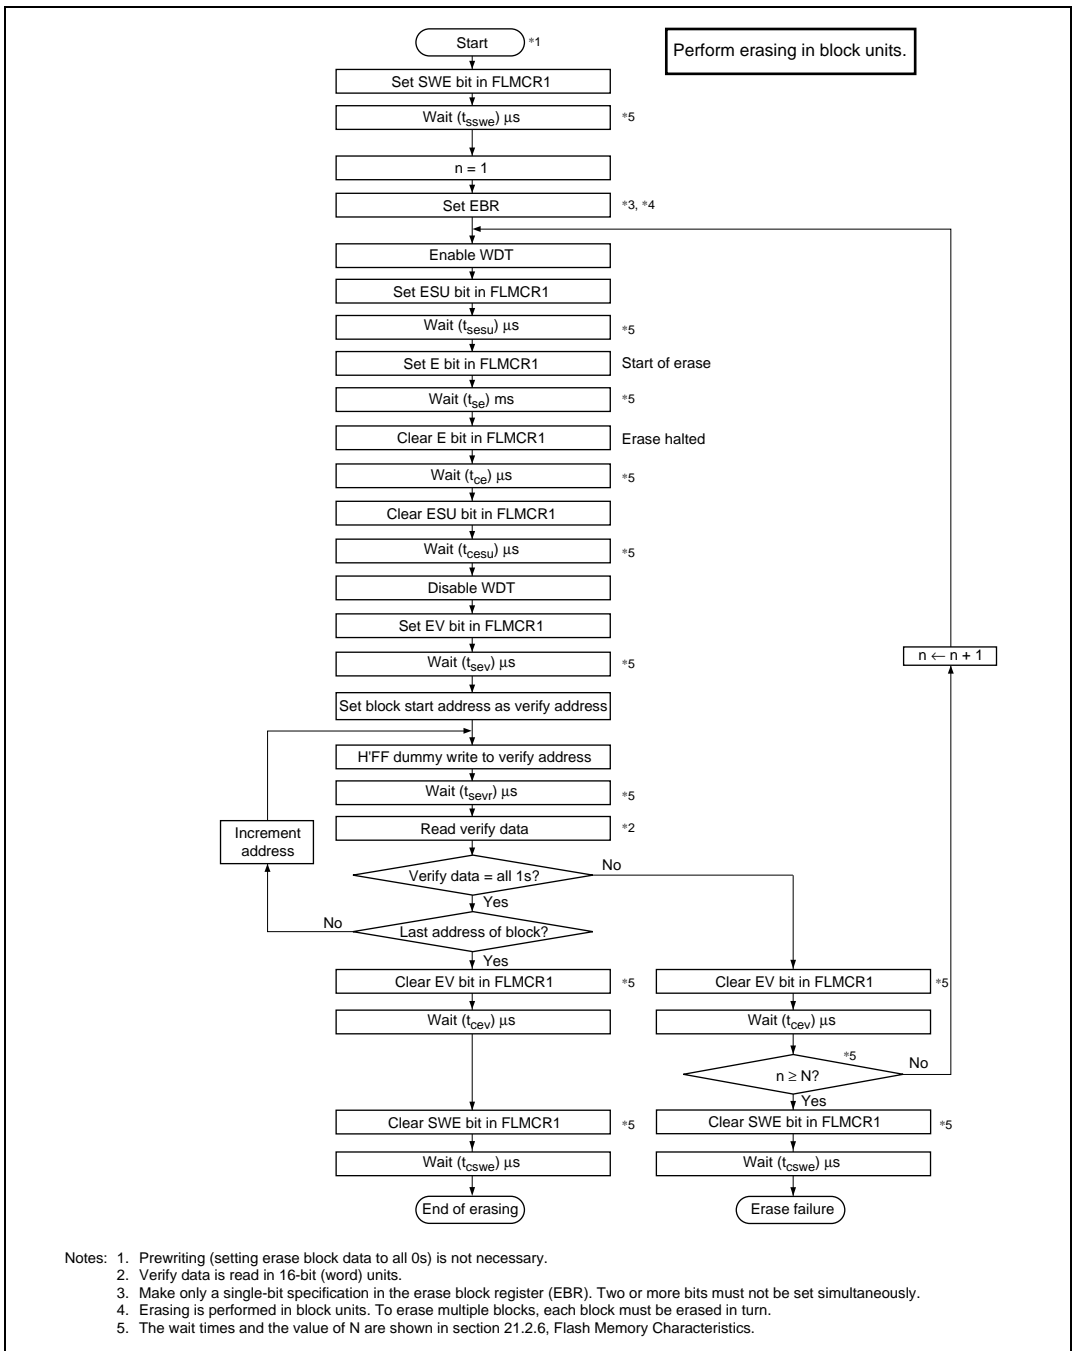 Start *1
Perform erasing in block units.
Set SWE bit in FLMCR1
Wait (tsswe) μs *5
n = 1
Set EBR *3, *4
Enable WDT
Set ESU bit in FLMCR1
Wait (tsesu) μs *5
Set E bit in FLMCR1 Start of erase
Wait (tse) ms *5
Clear E bit in FLMCR1 Erase halted
Wait (tce) μs *5
Clear ESU bit in FLMCR1
Wait (tcesu) μs *5
Disable WDT
Set EV bit in FLMCR1
Wait (tsev) μs *5
n ← n + 1
Set block start address as verify address
H'FF dummy write to verify address
Wait (tsevr) μs *5
Read verify data *2
Increment
address
Verify data = all 1s?
No
Yes
Last address of block?
No
Yes
Clear EV bit in FLMCR1 *5
Wait (tcev) μs
Clear EV bit in FLMCR1 *5
Wait (tcev) μs
*5
n ≥ N?
No
Yes
Clear SWE bit in FLMCR1 *5
Wait (tcswe) μs
End of erasing
Clear SWE bit in FLMCR1 *5
Wait (tcswe) μs
Erase failure
Notes: 1. Prewriting (setting erase block data to all 0s) is not necessary.
2. Verify data is read in 16-bit (word) units.
3. Make only a single-bit specification in the erase block register (EBR). Two or more bits must not be set simultaneously.
4. Erasing is performed in block units. To erase multiple blocks, each block must be erased in turn.
5. The wait times and the value of N are shown in section 21.2.6, Flash Memory Characteristics.